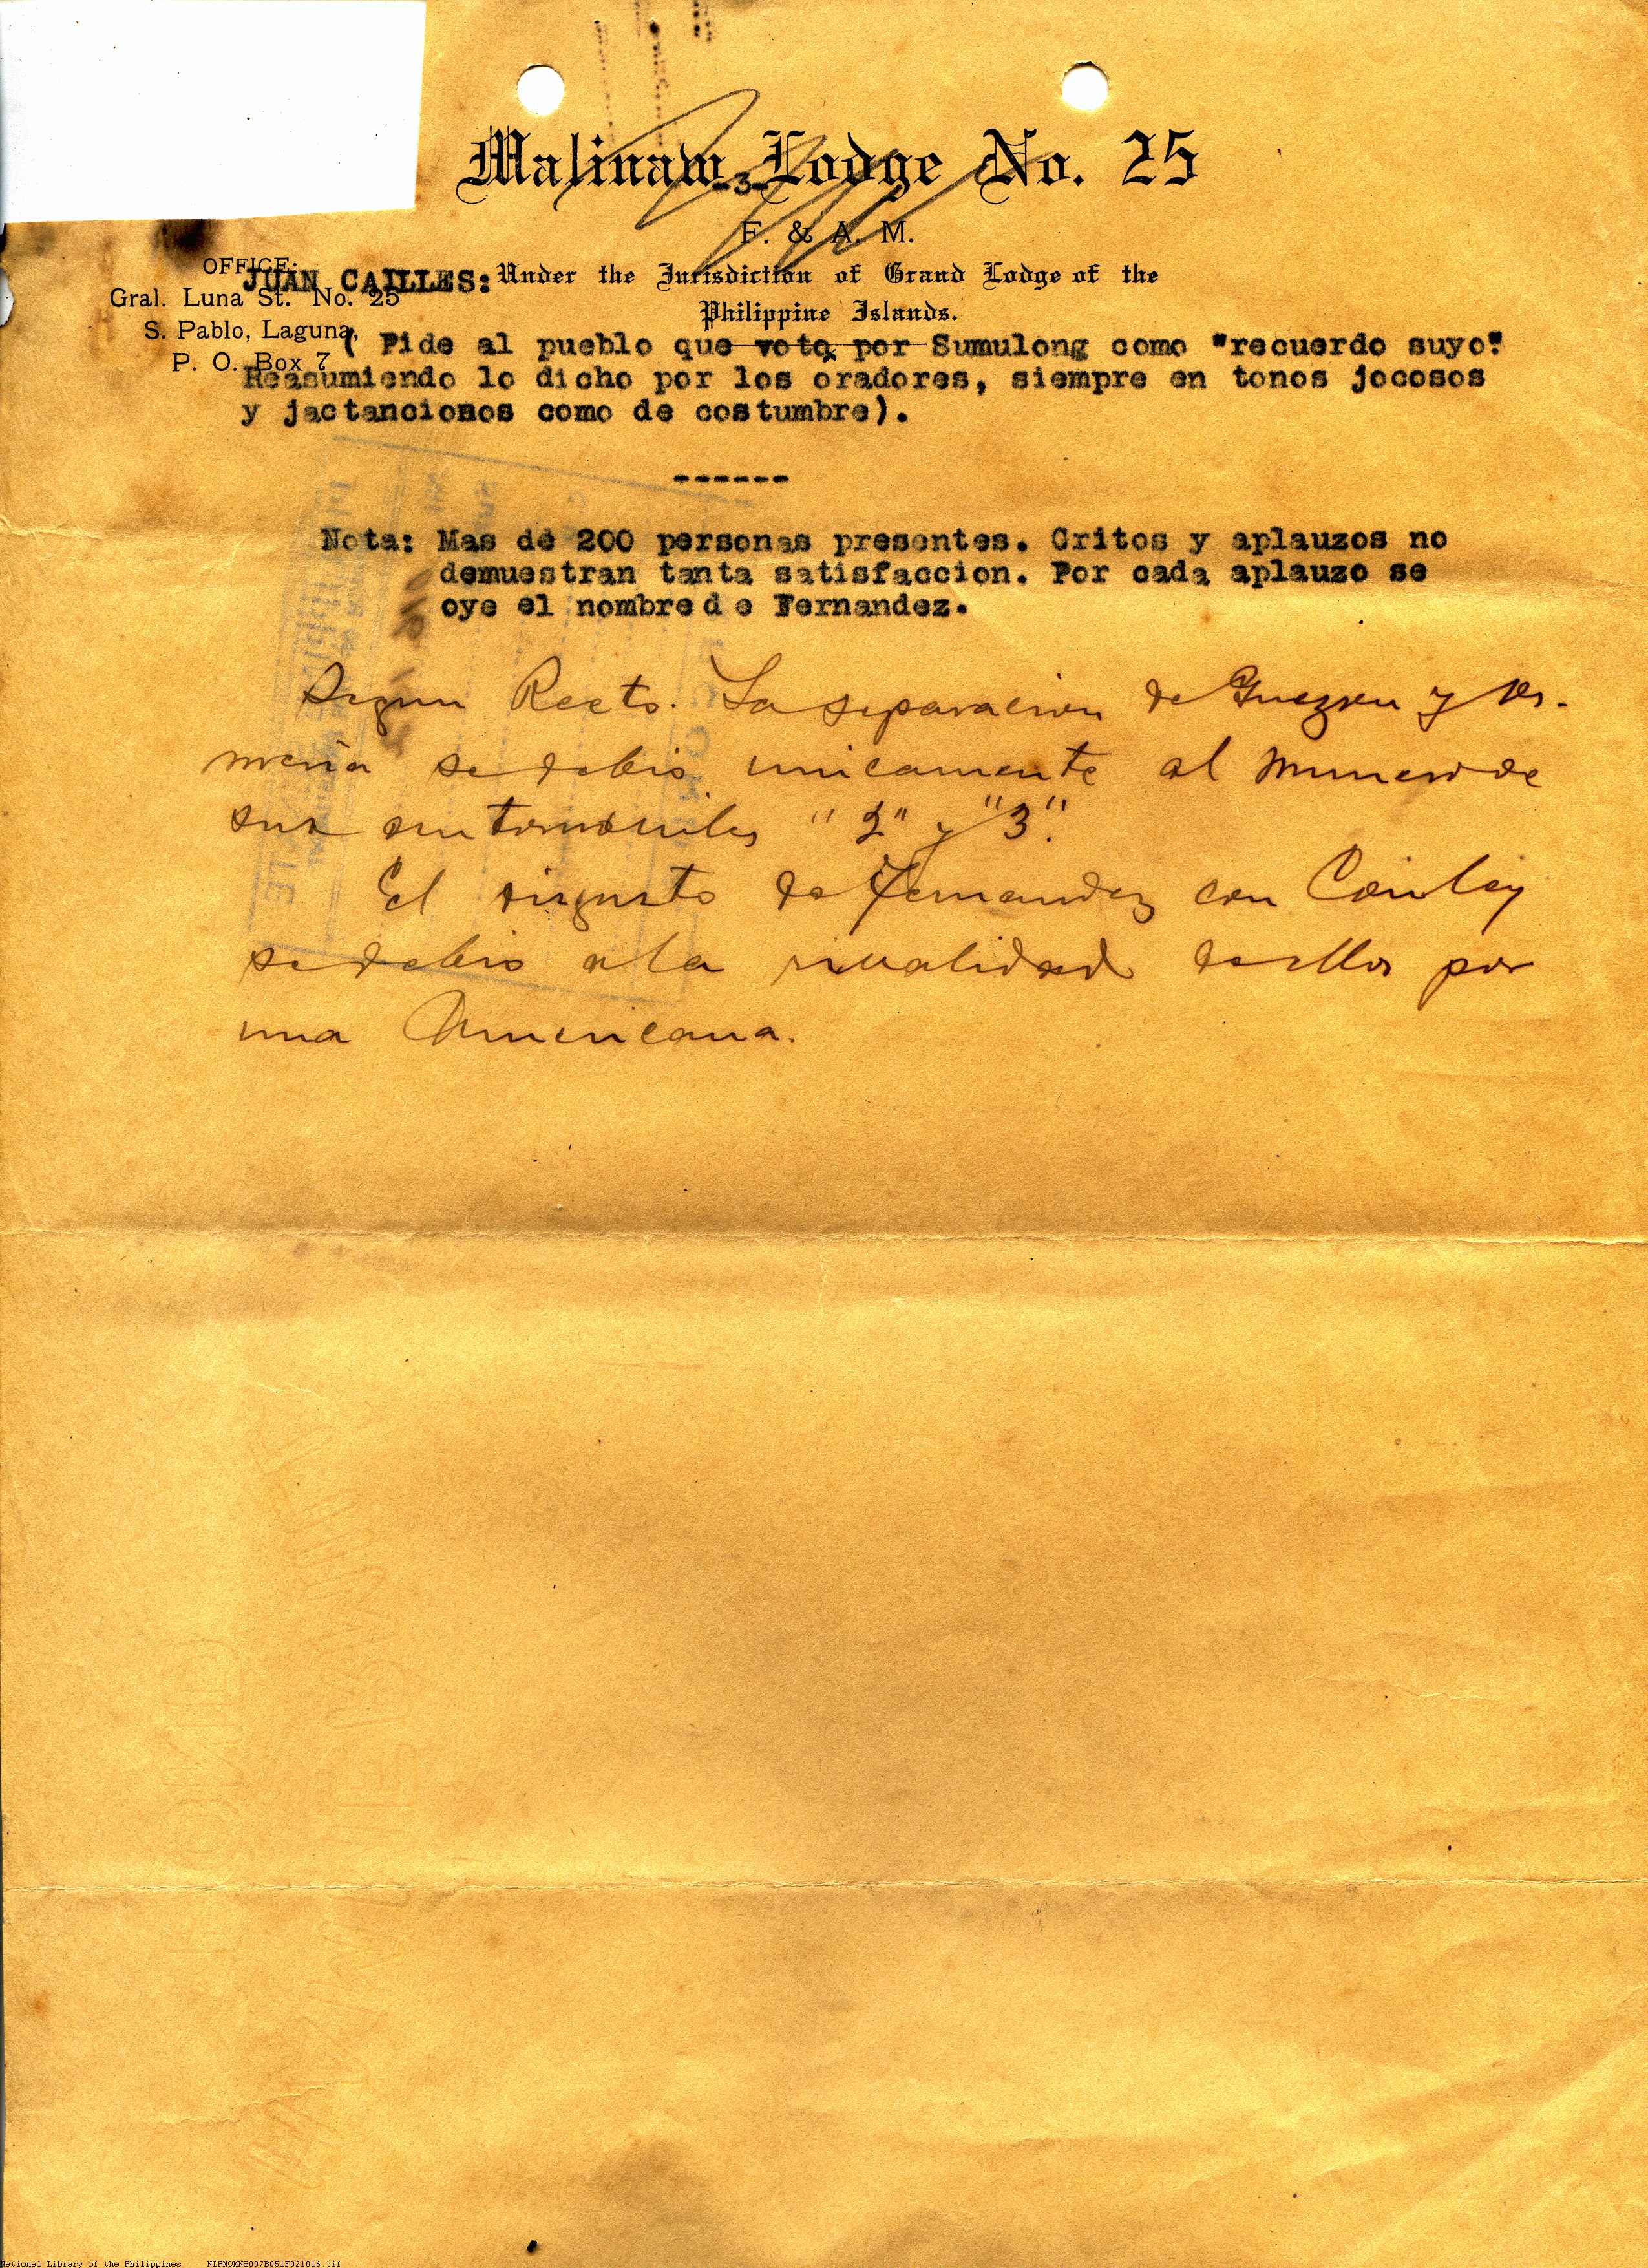 Malinaw Lodge No. 25
-3-
F. & A. M.
Under the Jurisdiction of Grand Lodge of the
Philippine Islands.
OFFICE:
Gral. Luna St. No. 25
S. Pablo, Laguna,
P. O. Box 7
JUAN CAILLES:
( Pide al pueblo que vote por Sumulong como "recuerdo suyo".
Reasumiendo lo dicho por los oradores, siempre en tonos jocosos
y jactanciosos como de costumbre).
------
Nota: Mas de 200 personas presentes. Gritos y aplauzos no
demuestran tanta satisfaccion. Por cada aplauzo se
oye el nombre d e Fernandez.
Segun Recto. La separacion de Quezon y Os-
meña se debio unicamente al numero de
sus automoviles "2" y "3".
El disgusto de Fernandez con Conley
se debio a la rivalidad de ellos por
una Americana.
National Library of the Philippines NLPMQMNS007B051F021016.tif